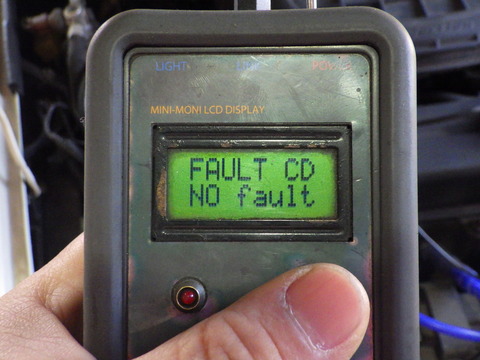 LIGHT
MINI-MONI LCD DISPLAY
FAULT CD
NO fault